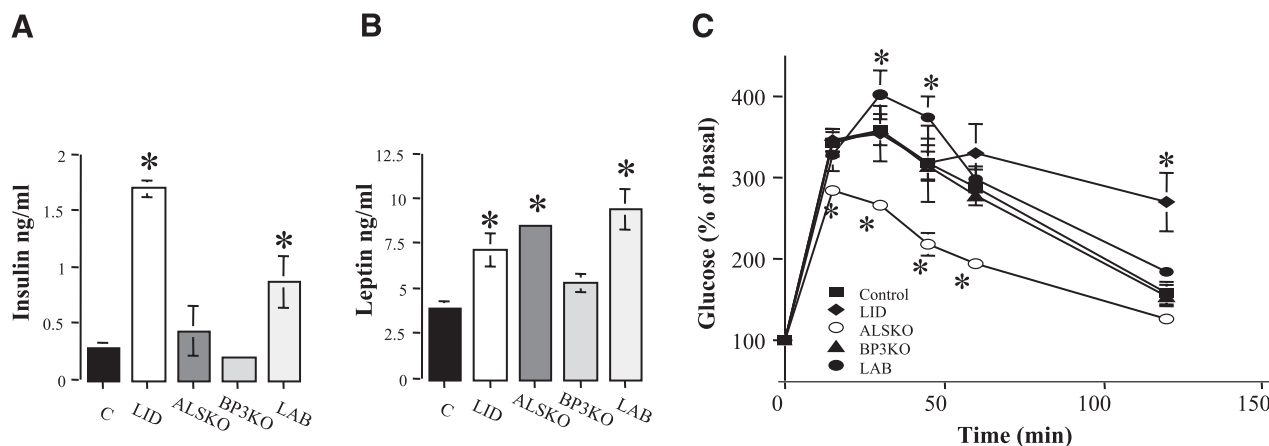 A
B
C
Insulin ng/ml
2
1.5
1
0.5
0
*
*
C
LID
ALSKO
BP3KO
LAB
Leptin ng/ml
12.5
10
7.5
5
2.5
0
*
*
*
C
LID
ALSKO
BP3KO
LAB
Glucose (% of basal)
400
300
200
100
*
*
*
*
*
*
*
Control
LID
ALSKO
BP3KO
LAB
0
50
100
150
Time (min)